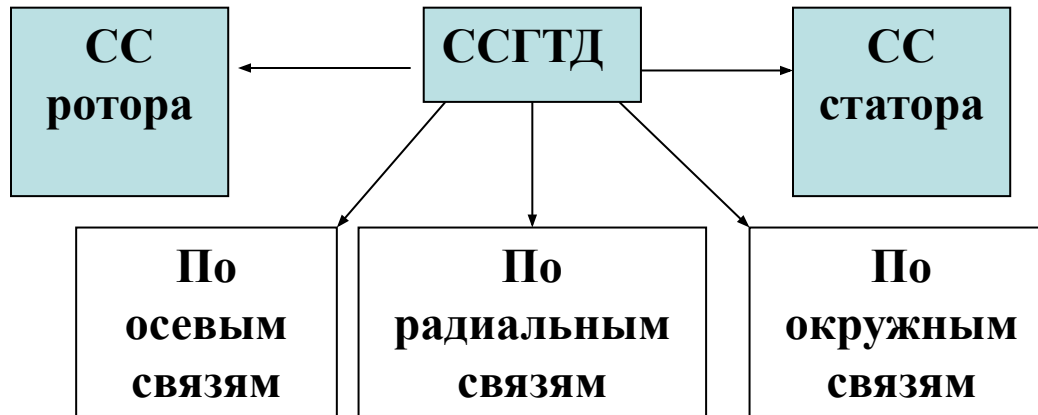 СС
ротора
ССГТД
СС
статора
По
осевым
связям
По
радиальным
связям
По
окружным
связям